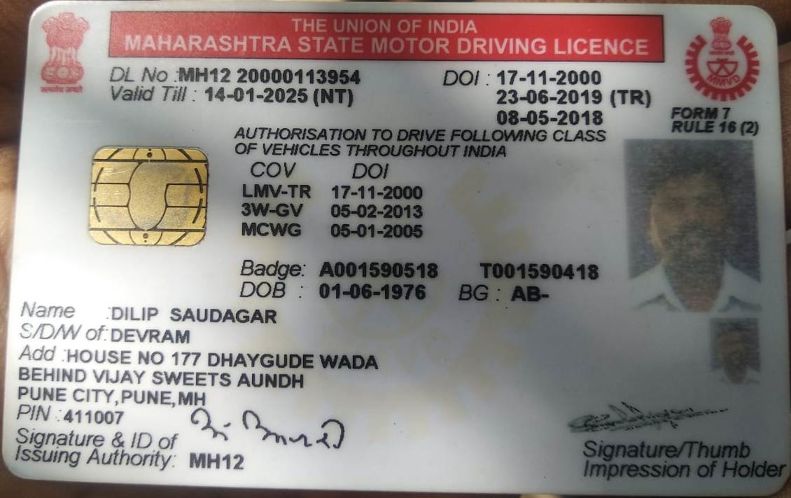 THE UNION OF INDIA
MAHARASHTRA STATE MOTOR DRIVING LICENCE
DL No :MH12 20000113954 DOI : 17-11-2000
Valid Till : 14-01-2025 (NT) 23-06-2019 (TR)
08-05-2018
FORM 7
RULE 16 (2)
AUTHORISATION TO DRIVE FOLLOWING CLASS
OF VEHICLES THROUGHOUT INDIA
COV DOI
LMV-TR 17-11-2000
3W-GV 05-02-2013
MCWG 05-01-2005
Badge: A001590518 T001590418
DOB : 01-06-1976 BG : AB-
Name :DILIP SAUDAGAR
S/D/W of:DEVRAM
Add :HOUSE NO 177 DHAYGUDE WADA
BEHIND VIJAY SWEETS AUNDH
PUNE CITY,PUNE,MH
PIN :411007
Signature & ID of
Issuing Authority: MH12
Signature/Thumb
Impression of Holder
MMVD